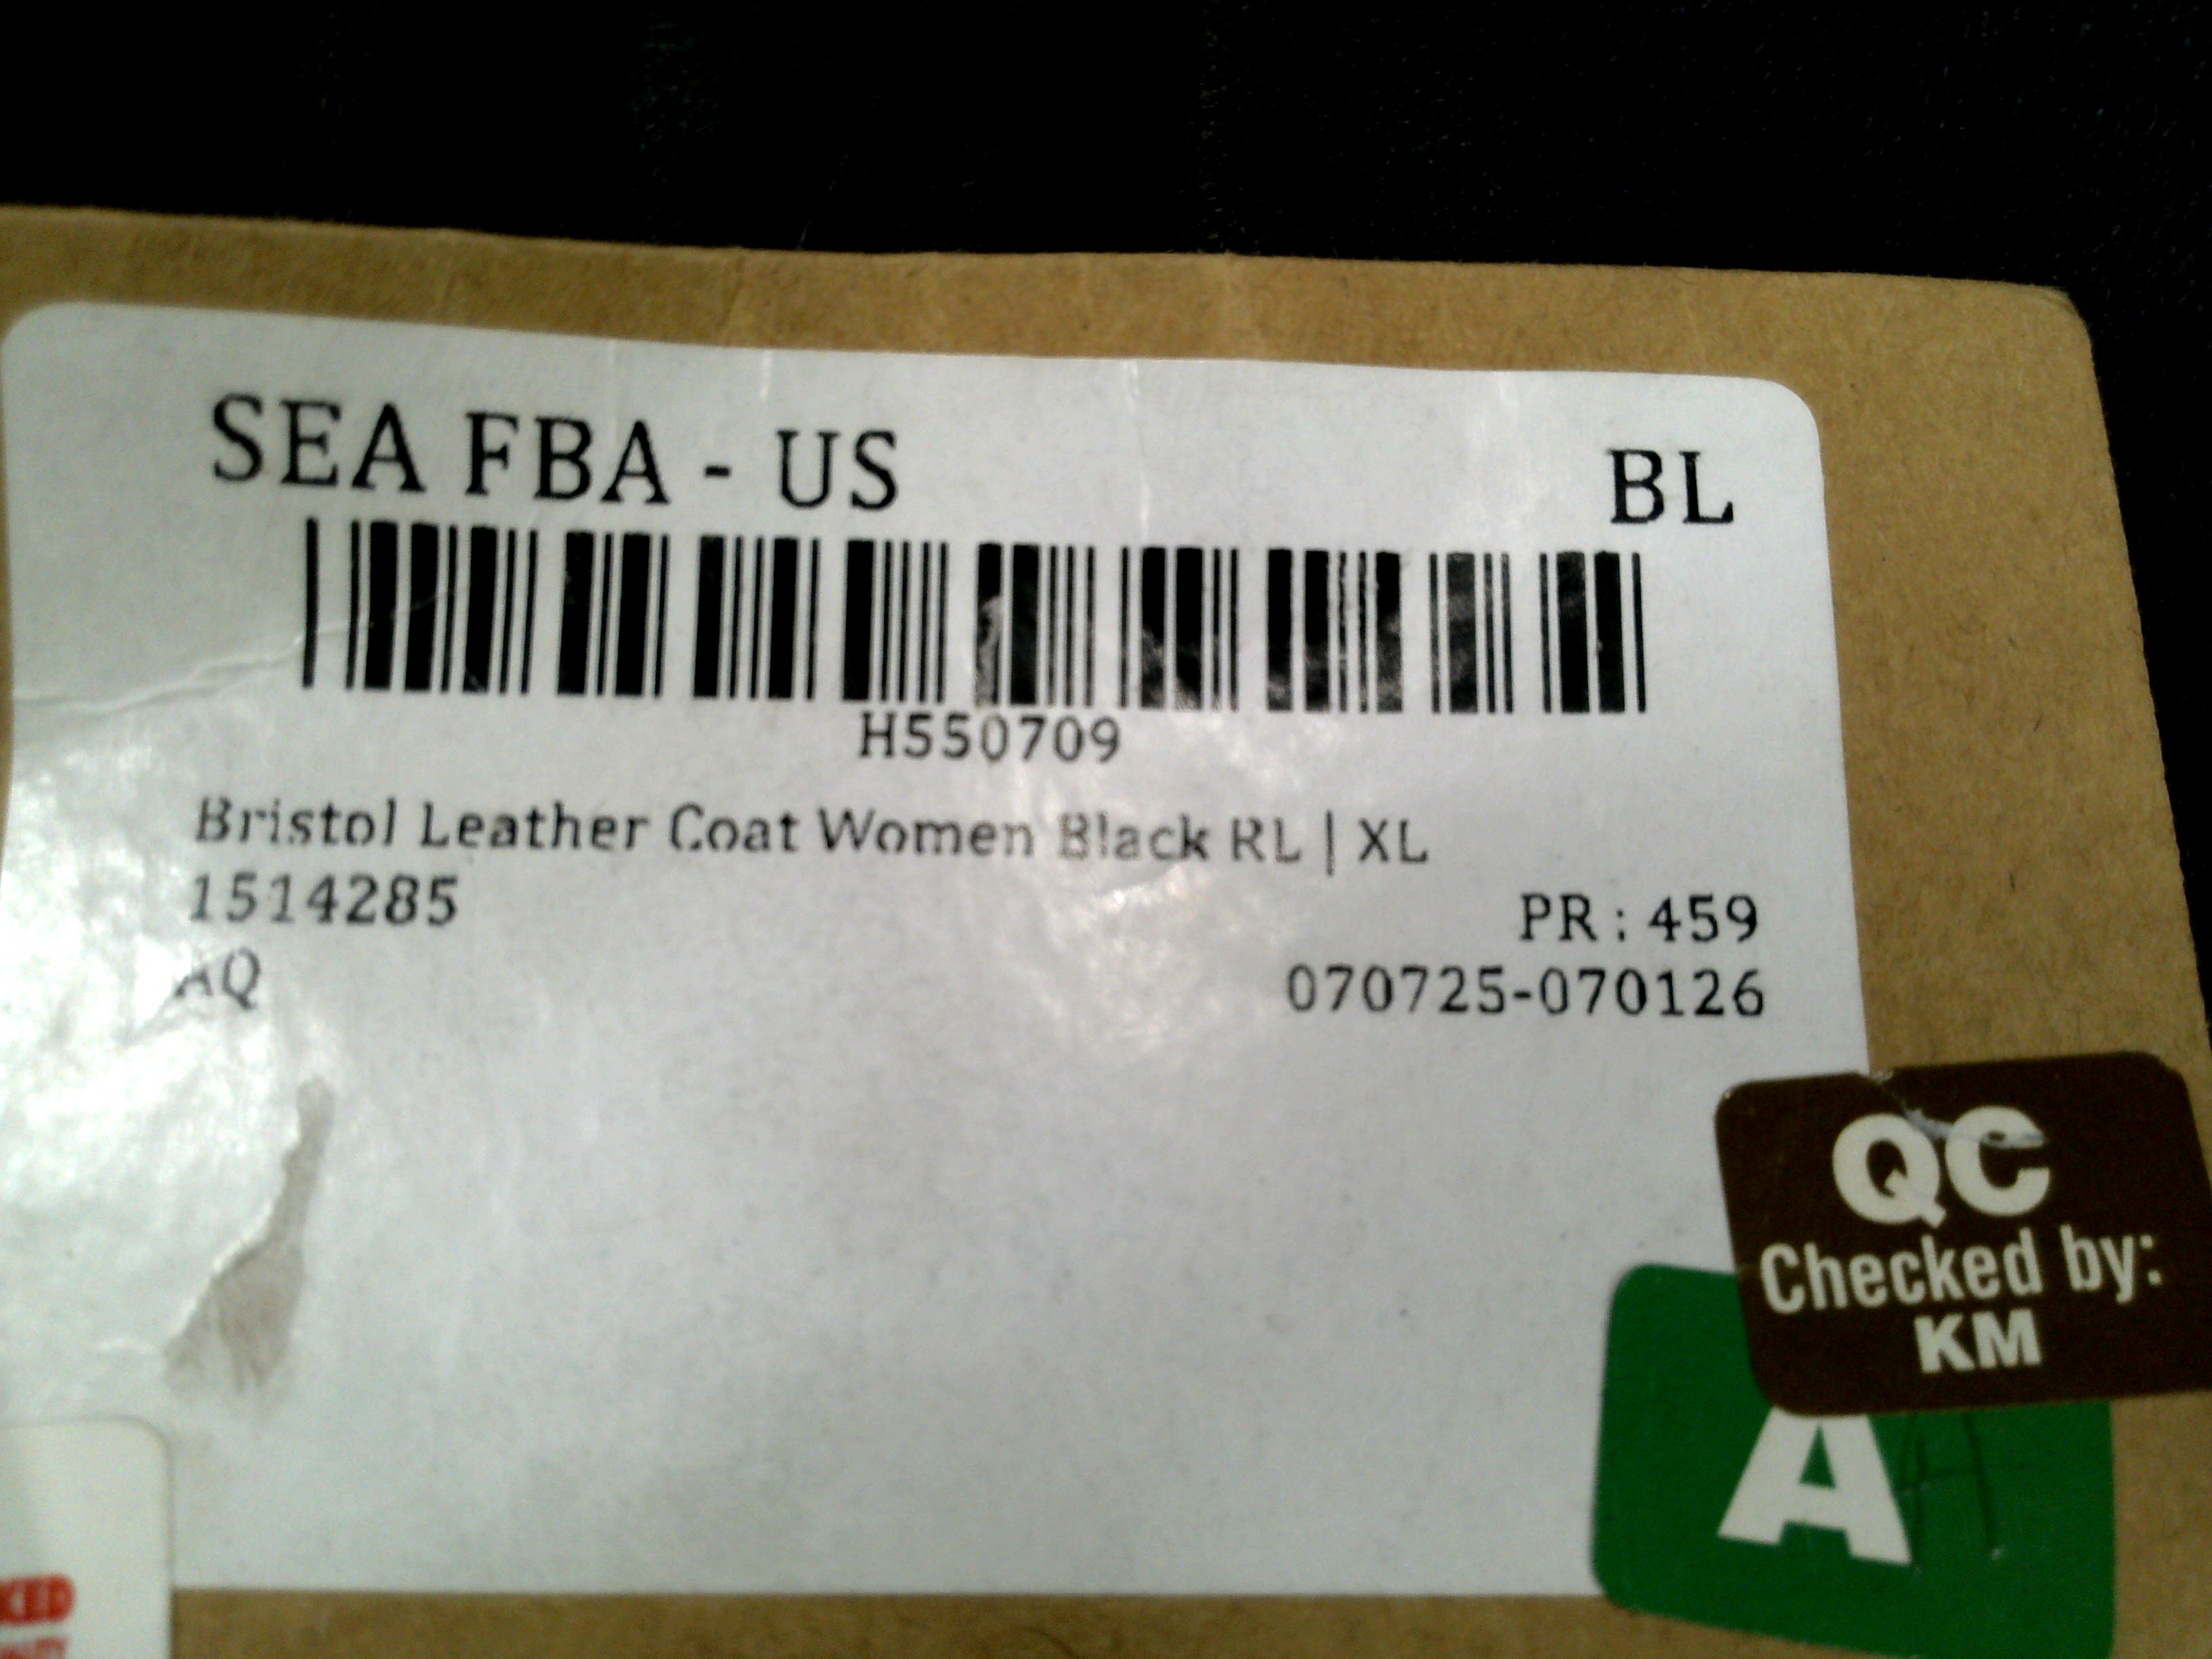 SEA FBA - US BL
H550709
Bristol Leather Coat Women Black RL | XL
1514285 PR : 459
AQ 070725-070126
QC
Checked by:
KM
A